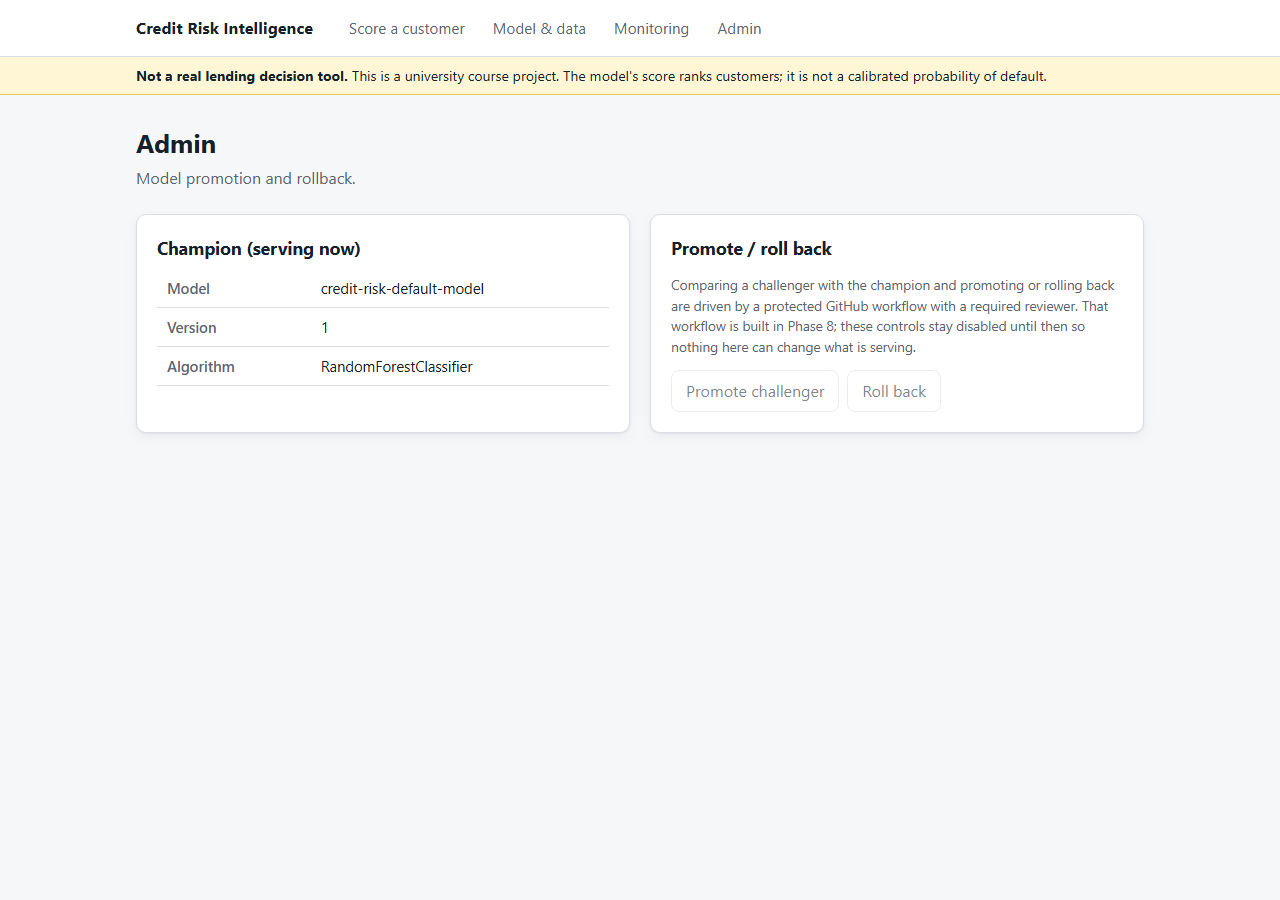 Credit Risk Intelligence Score a customer Model & data Monitoring Admin
Not a real lending decision tool. This is a university course project. The model's score ranks customers; it is not a calibrated probability of default.
Admin
Model promotion and rollback.
Champion (serving now)
Model credit-risk-default-model
Version 1
Algorithm RandomForestClassifier
Promote / roll back
Comparing a challenger with the champion and promoting or rolling back
are driven by a protected GitHub workflow with a required reviewer. That
workflow is built in Phase 8; these controls stay disabled until then so
nothing here can change what is serving.
Promote challenger Roll back